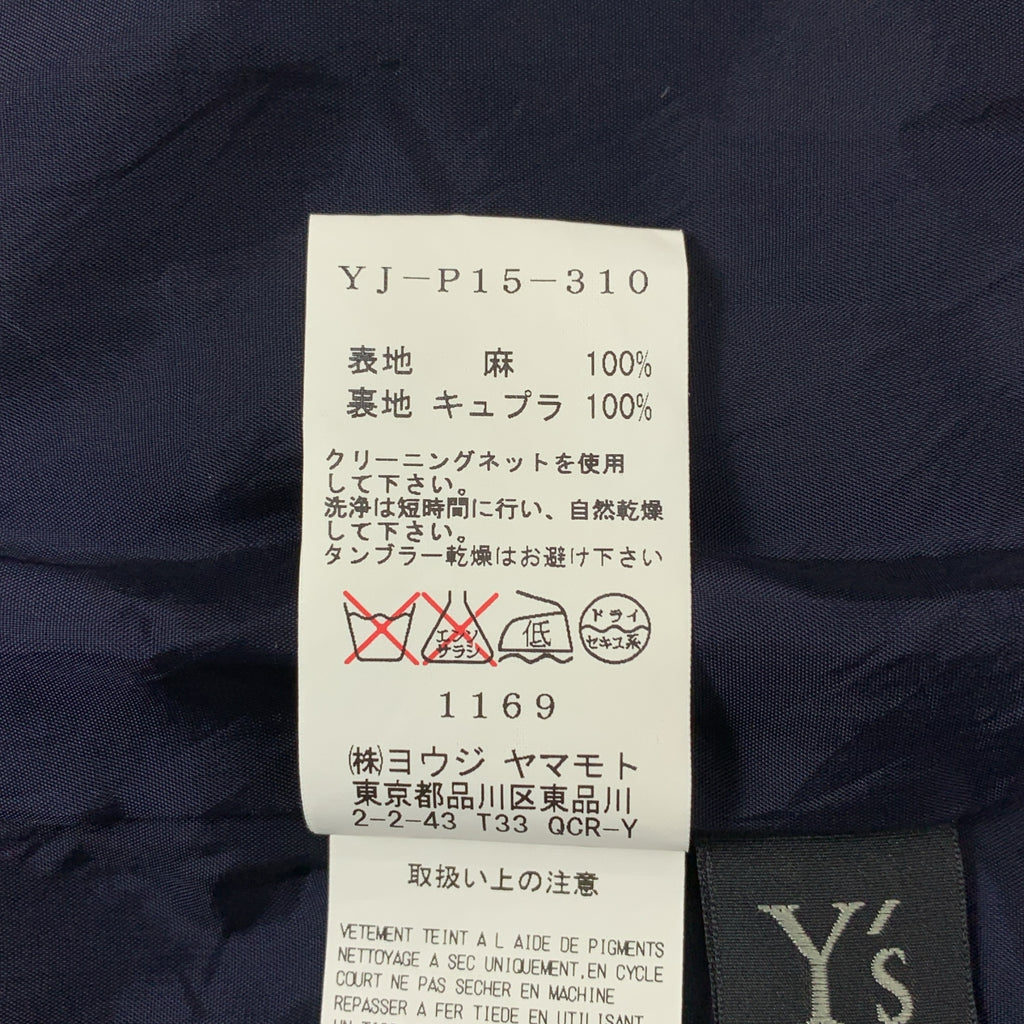 YJ-P15-310
表地 麻 100%
裏地 キュプラ 100%
クリーニングネットを使用
して下さい。
洗浄は短時間に行い、自然乾燥
して下さい。
タンブラー乾燥はお避け下さい
エンソ
サラシ
低
ドライ
セキユ系
1169
㈱ヨウジ ヤマモト
東京都品川区東品川
2-2-43 T33 QCR-Y
取扱い上の注意
VETEMENT TEINT A L AIDE DE PIGMENTS
NETTOYAGE A SEC UNIQUEMENT,EN CYCLE
COURT NE PAS SECHER EN MACHINE
REPASSER A FER TIEDE EN UTILISANT
Y's